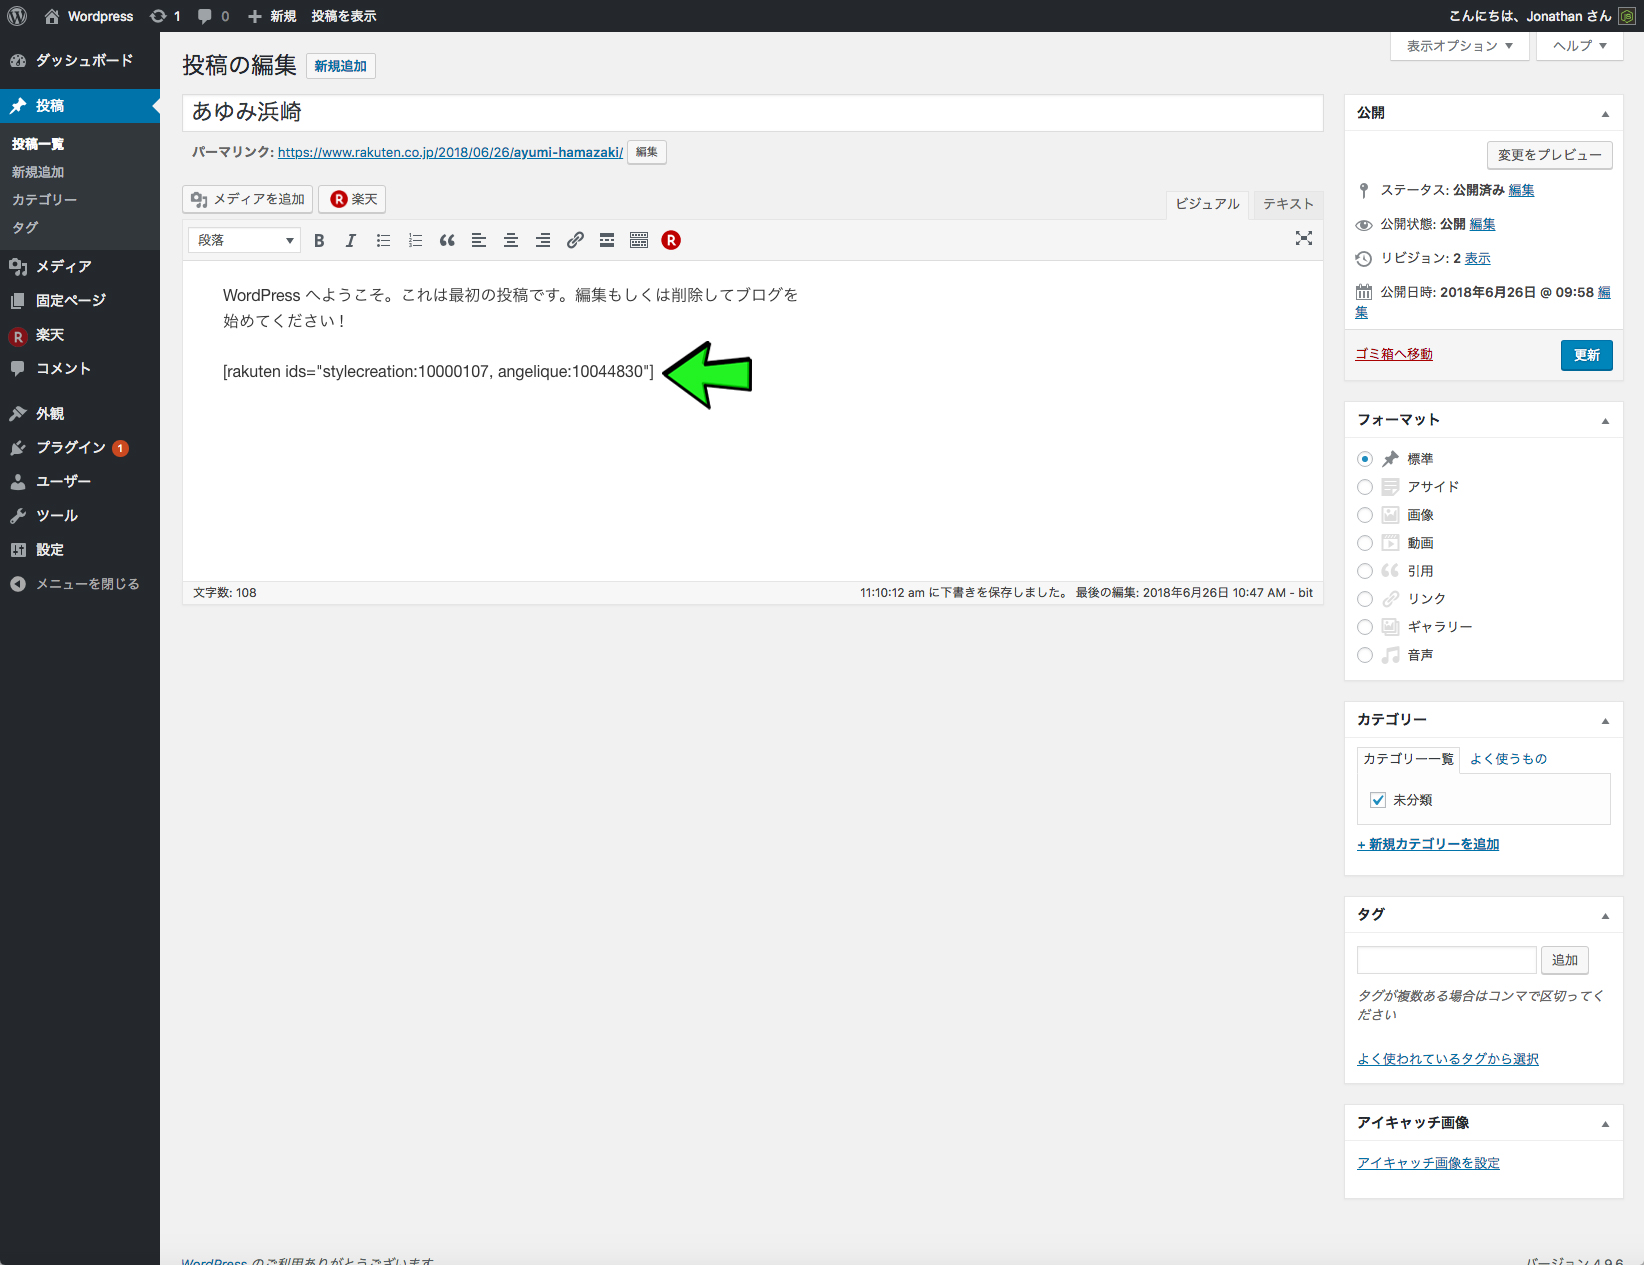 Wordpress 1 0 新規 投稿を表示
こんにちは、Jonathan さん
ダッシュボード
投稿
投稿一覧
新規追加
カテゴリー
タグ
メディア
固定ページ
R 楽天
コメント
外観
プラグイン 1
ユーザー
ツール
設定
メニューを閉じる
表示オプション ヘルプ
投稿の編集 新規追加
あゆみ浜崎
パーマリンク: https://www.rakuten.co.jp/2018/06/26/ayumi-hamazaki/ 編集
メディアを追加 R 楽天
ビジュアル テキスト
段落 B I R
WordPress へようこそ。これは最初の投稿です。編集もしくは削除してブログを
始めてください！
[rakuten ids="stylecreation:10000107, angelique:10044830"]
文字数: 108
11:10:12 am に下書きを保存しました。 最後の編集: 2018年6月26日 10:47 AM - bit
公開
変更をプレビュー
ステータス: 公開済み 編集
公開状態: 公開 編集
リビジョン: 2 表示
公開日時: 2018年6月26日 @ 09:58 編
集
ゴミ箱へ移動 更新
フォーマット
標準
アサイド
画像
動画
引用
リンク
ギャラリー
音声
カテゴリー
カテゴリー一覧 よく使うもの
未分類
+ 新規カテゴリーを追加
タグ
追加
タグが複数ある場合はコンマで区切ってく
ださい
よく使われているタグから選択
アイキャッチ画像
アイキャッチ画像を設定
WordPress のご利用ありがとうございます。
バージョン 4.9.6